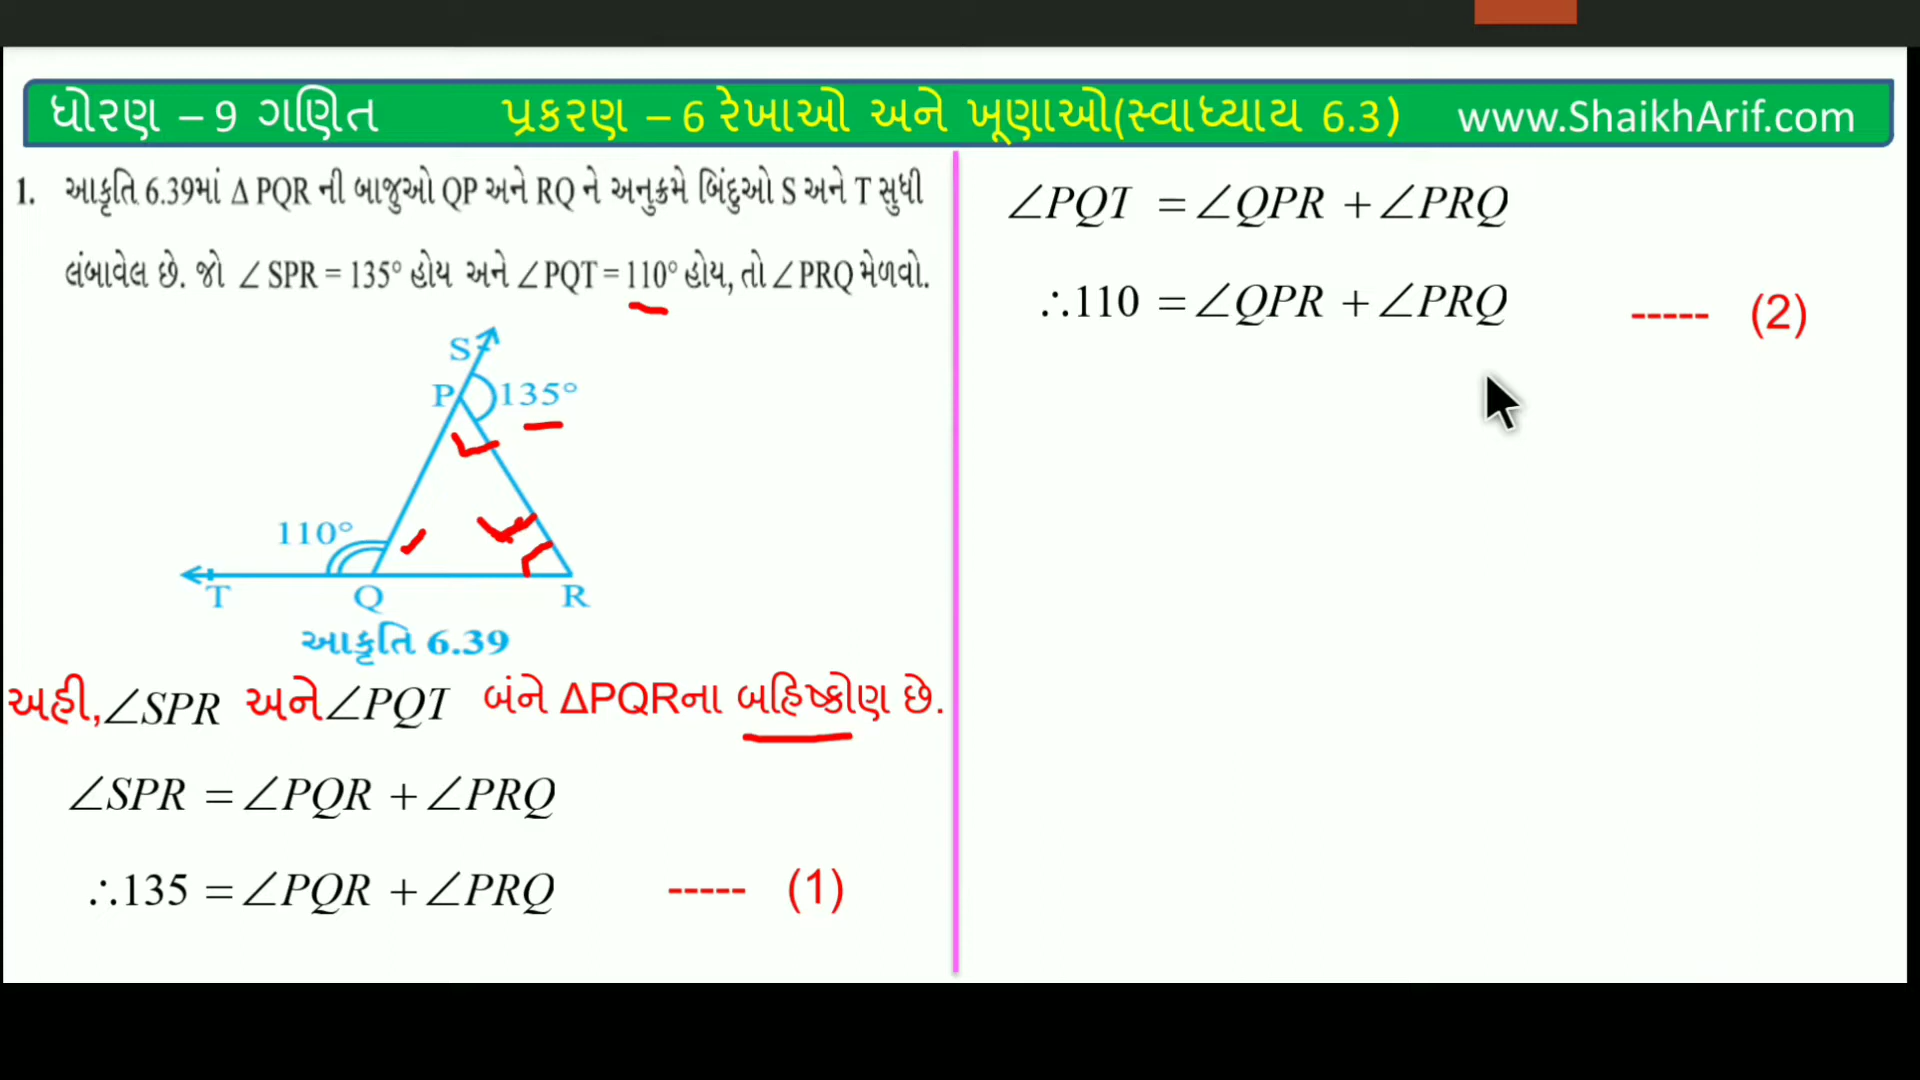 ધોરણ – 9 ગણિત પ્રકરણ – 6 રેખાઓ અને ખૂણાઓ(સ્વાધ્યાય 6.3) www.ShaikhArif.com
1. આકૃતિ 6.39માં Δ PQR ની બાજુઓ QP અને RQ ને અનુક્રમે બિંદુઓ S અને T સુધી
લંબાવેલ છે. જો ∠ SPR = 135° હોય અને ∠ PQT = 110° હોય, તો ∠ PRQ મેળવો.
S
P 135°
110°
T Q R
આકૃતિ 6.39
અહી,∠SPR અને∠PQT બંને ΔPQRના બહિષ્કોણ છે.
∠SPR = ∠PQR + ∠PRQ
∴135 = ∠PQR + ∠PRQ ----- (1)
∠PQT = ∠QPR + ∠PRQ
∴110 = ∠QPR + ∠PRQ ----- (2)